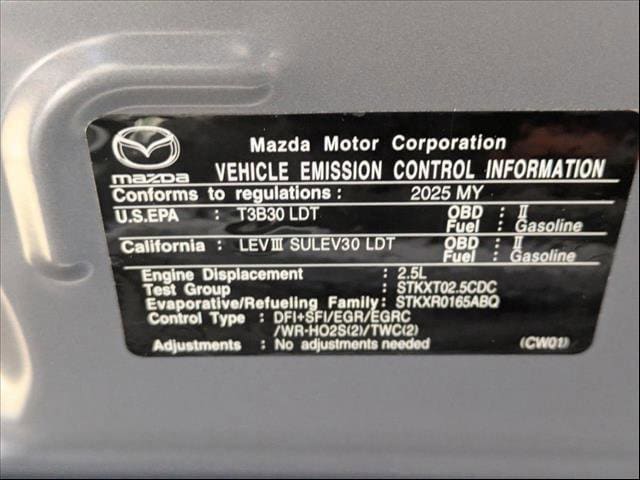 Mazda Motor Corporation
mazda VEHICLE EMISSION CONTROL INFORMATION
Conforms to regulations : 2025 MY
U.S.EPA : T3B30 LDT OBD : II
Fuel : Gasoline
California : LEVIII SULEV30 LDT OBD : II
Fuel : Gasoline
Engine Displacement : 2.5L
Test Group : STKXT02.5CDC
Evaporative/Refueling Family: STKXR0165ABQ
Control Type : DFI+SFI/EGR/EGRC
/WR-HO2S(2)/TWC(2)
Adjustments : No adjustments needed (CW01)